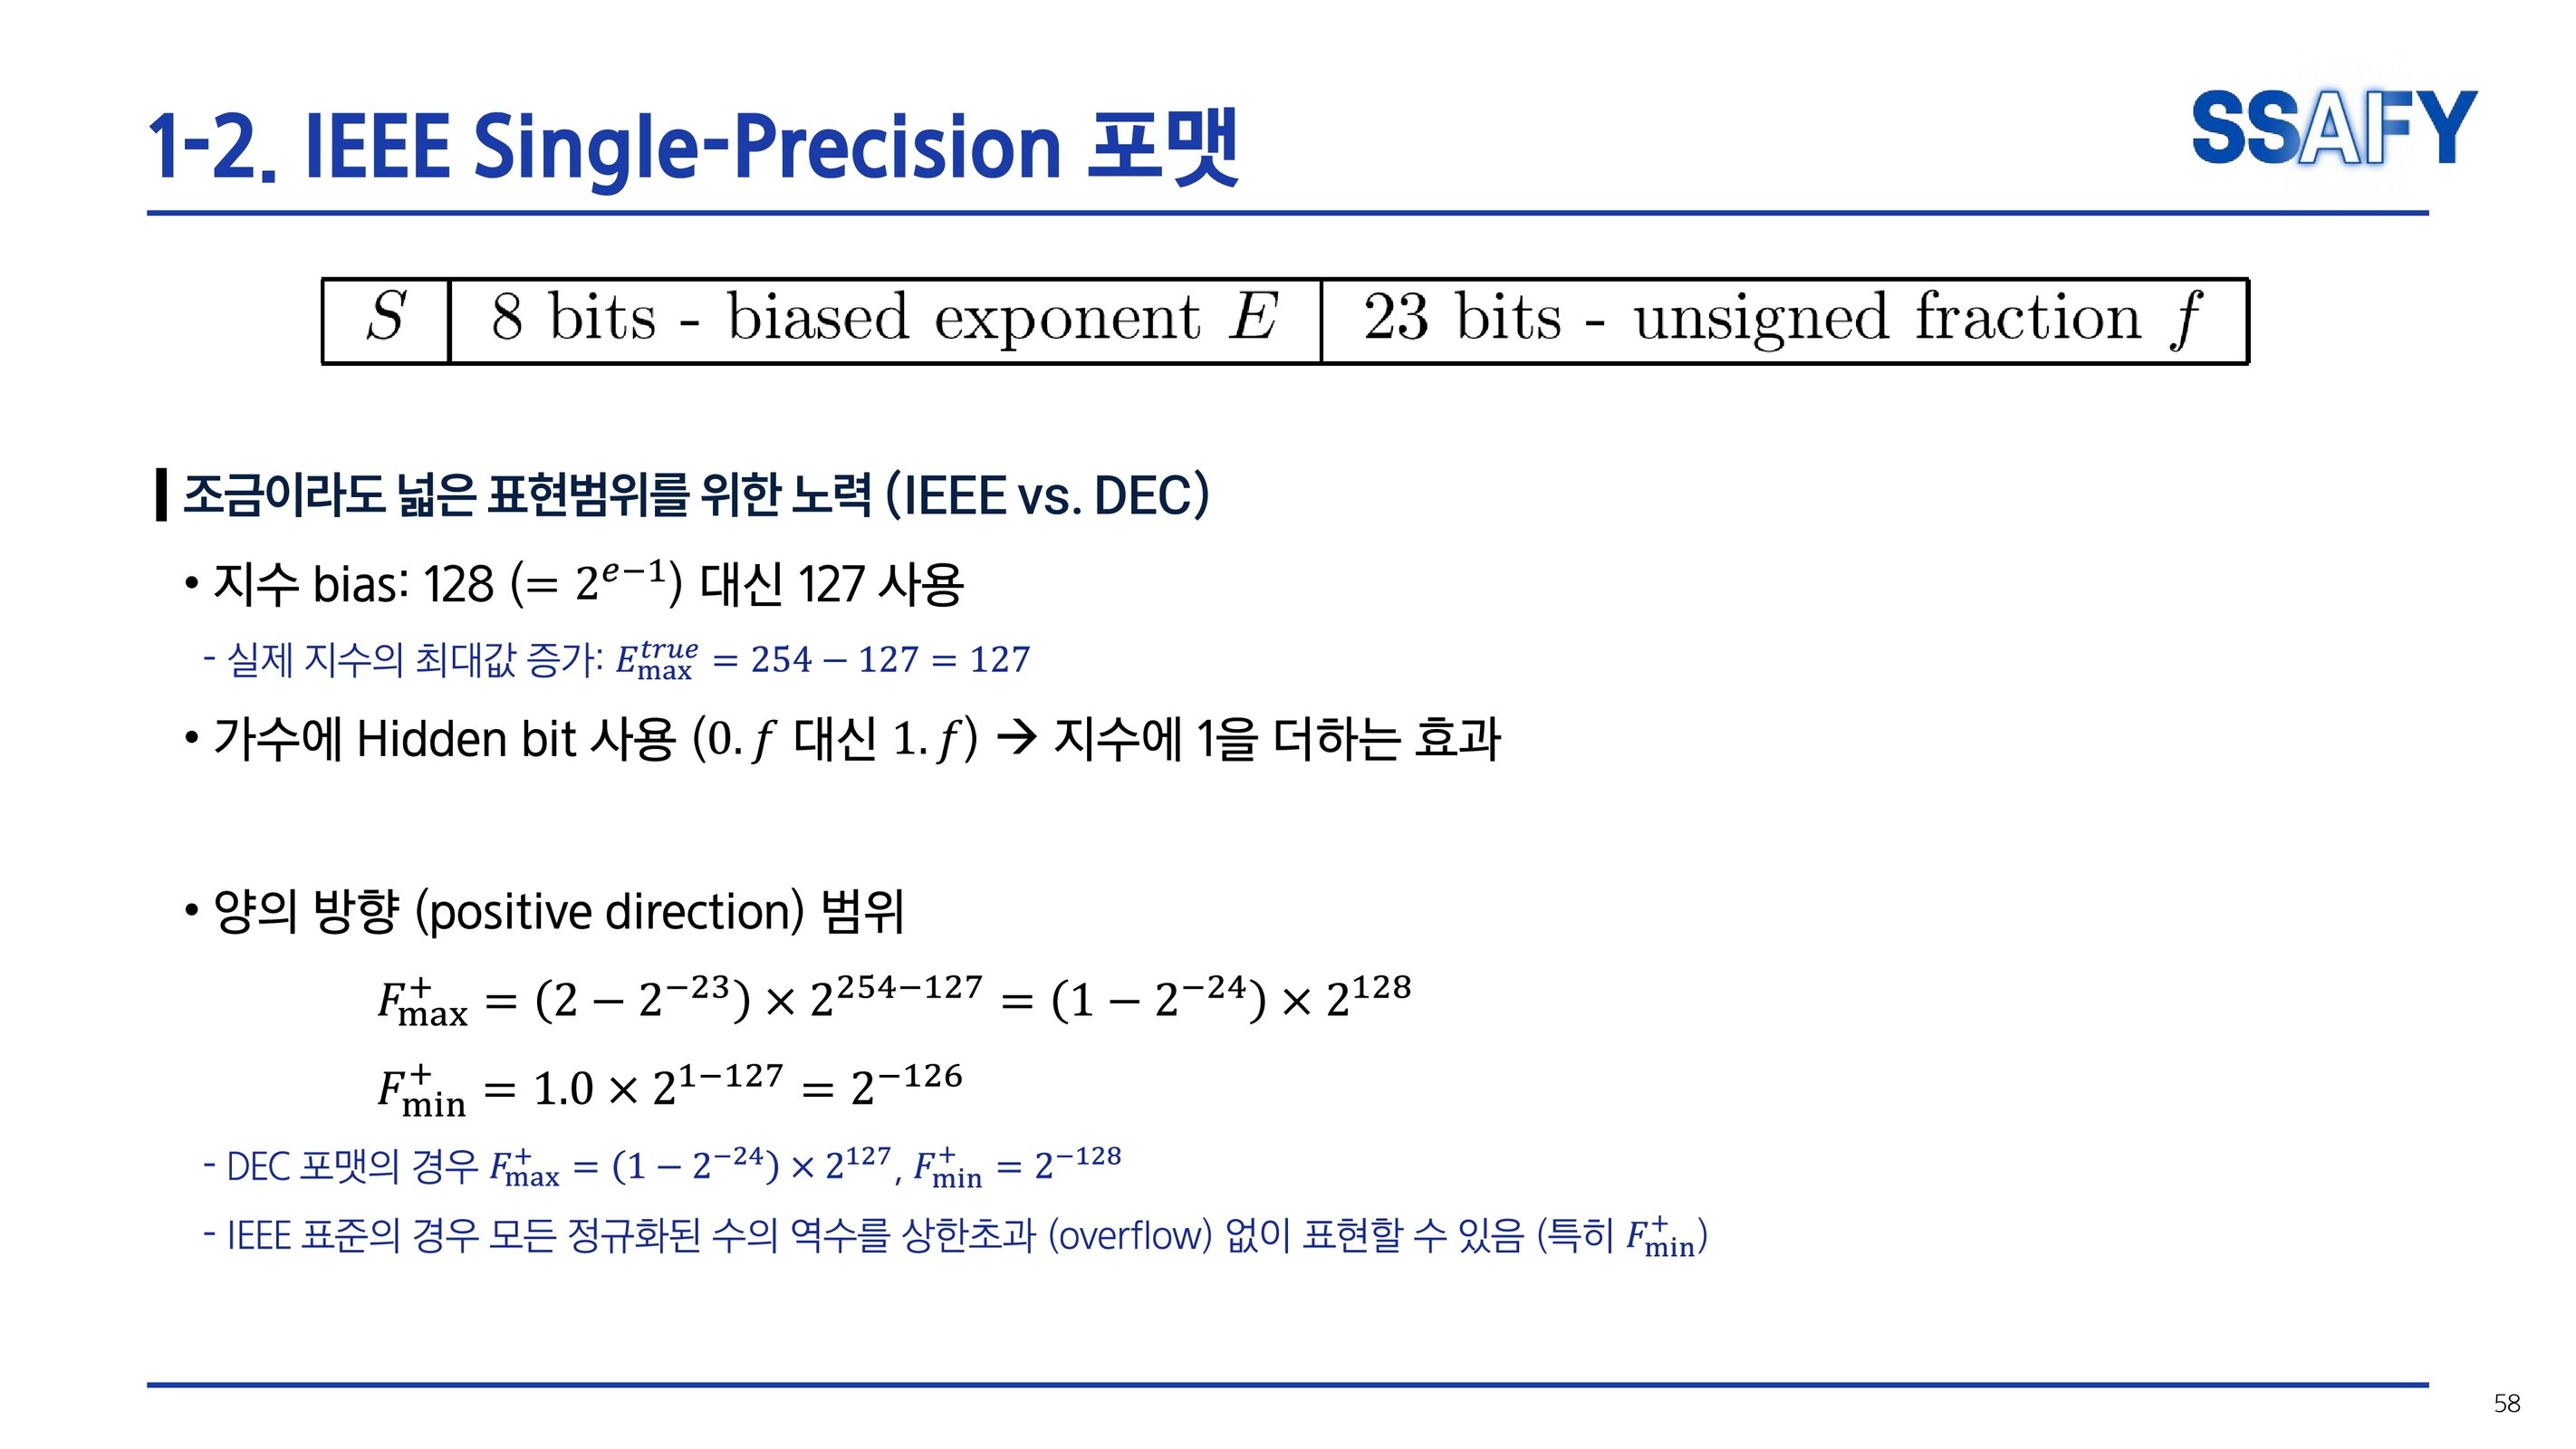 1-2. IEEE Single-Precision 포맷
SSAFY
S | 8 bits - biased exponent E | 23 bits - unsigned fraction f
조금이라도 넓은 표현범위를 위한 노력 (IEEE vs. DEC)
• 지수 bias: 128 (= 2^{e−1}) 대신 127 사용
- 실제 지수의 최대값 증가: E_{max}^{true} = 254 − 127 = 127
• 가수에 Hidden bit 사용 (0. f 대신 1. f) → 지수에 1을 더하는 효과
• 양의 방향 (positive direction) 범위
F_{max}^{+} = (2 − 2^{−23}) × 2^{254−127} = (1 − 2^{−24}) × 2^{128}
F_{min}^{+} = 1.0 × 2^{1−127} = 2^{−126}
- DEC 포맷의 경우 F_{max}^{+} = (1 − 2^{−24}) × 2^{127}, F_{min}^{+} = 2^{−128}
- IEEE 표준의 경우 모든 정규화된 수의 역수를 상한초과 (overflow) 없이 표현할 수 있음 (특히 F_{min}^{+})
58